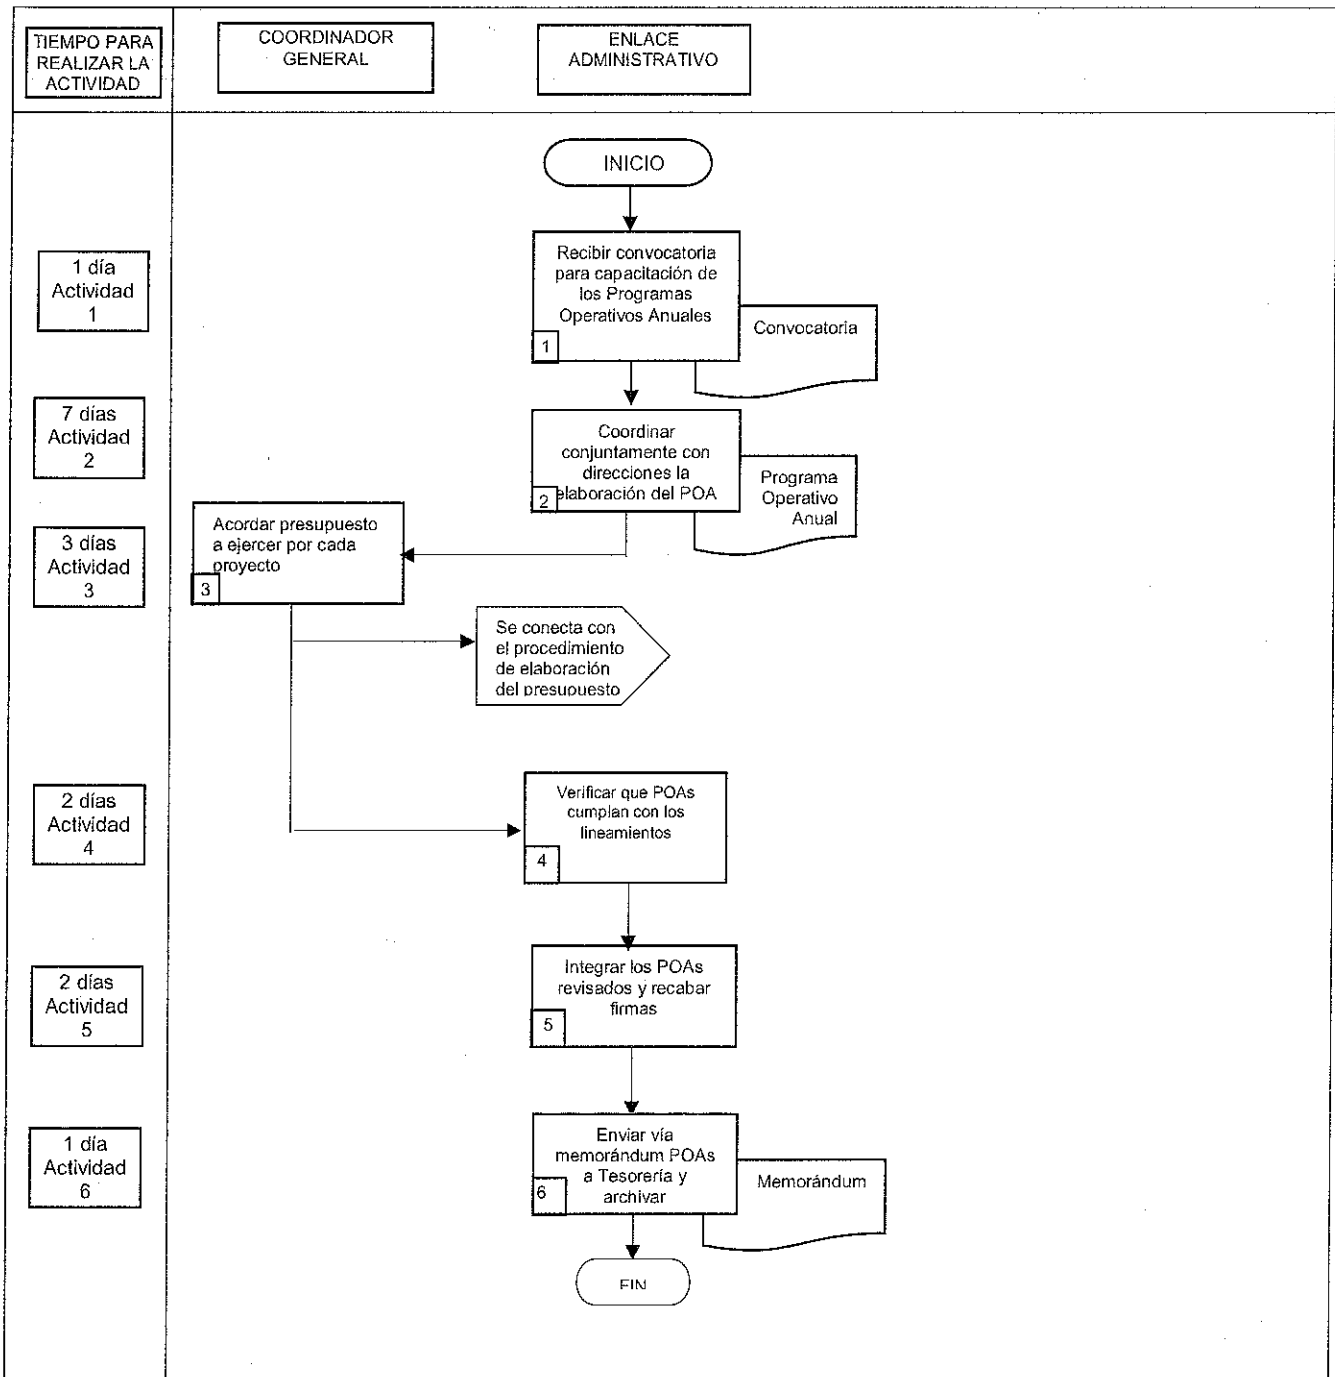 TIEMPO PARA
REALIZAR LA
ACTIVIDAD
COORDINADOR
GENERAL
ENLACE
ADMINISTRATIVO
INICIO
1 día
Actividad
1
Recibir convocatoria
para capacitación de
los Programas
Operativos Anuales
1
Convocatoria
7 días
Actividad
2
Coordinar
conjuntamente con
direcciones la
elaboración del POA
2
Programa
Operativo
Anual
3 días
Actividad
3
Acordar presupuesto
a ejercer por cada
proyecto
3
Se conecta con
el procedimiento
de elaboración
del presupuesto
2 días
Actividad
4
Verificar que POAs
cumplan con los
lineamientos
4
2 días
Actividad
5
Integrar los POAs
revisados y recabar
firmas
5
1 día
Actividad
6
Enviar vía
memorándum POAs
a Tesorería y
archivar
6
Memorándum
FIN